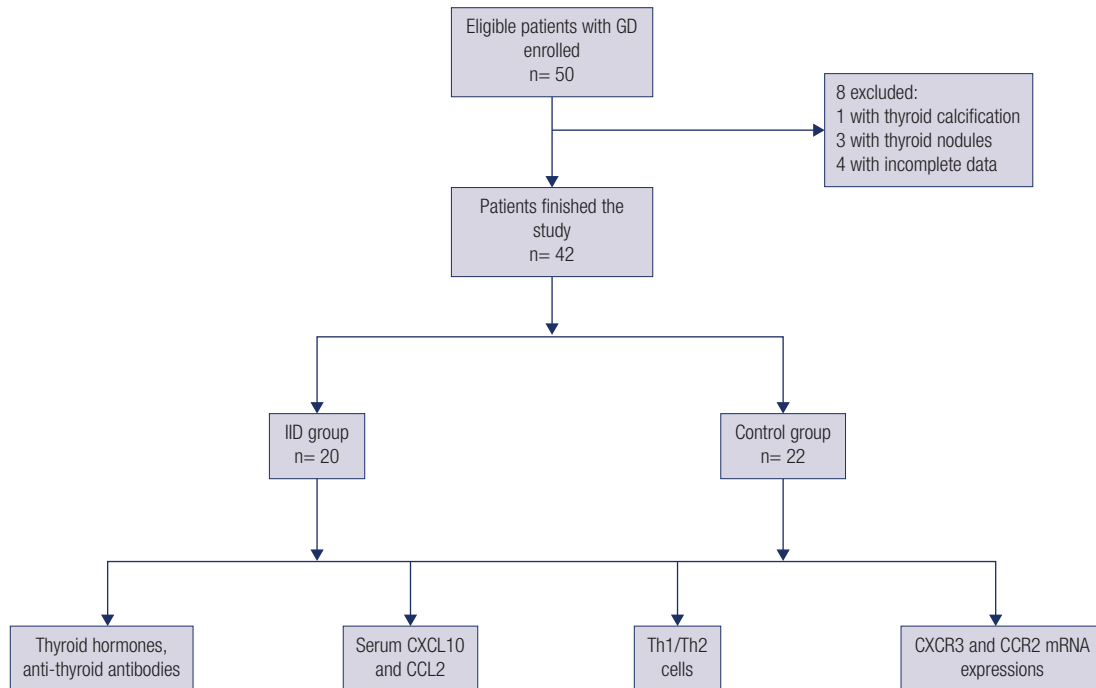 Eligible patients with GD
enrolled
n= 50
8 excluded:
1 with thyroid calcification
3 with thyroid nodules
4 with incomplete data
Patients finished the
study
n= 42
IID group
n= 20
Control group
n= 22
Thyroid hormones,
anti-thyroid antibodies
Serum CXCL10
and CCL2
Th1/Th2
cells
CXCR3 and CCR2 mRNA
expressions